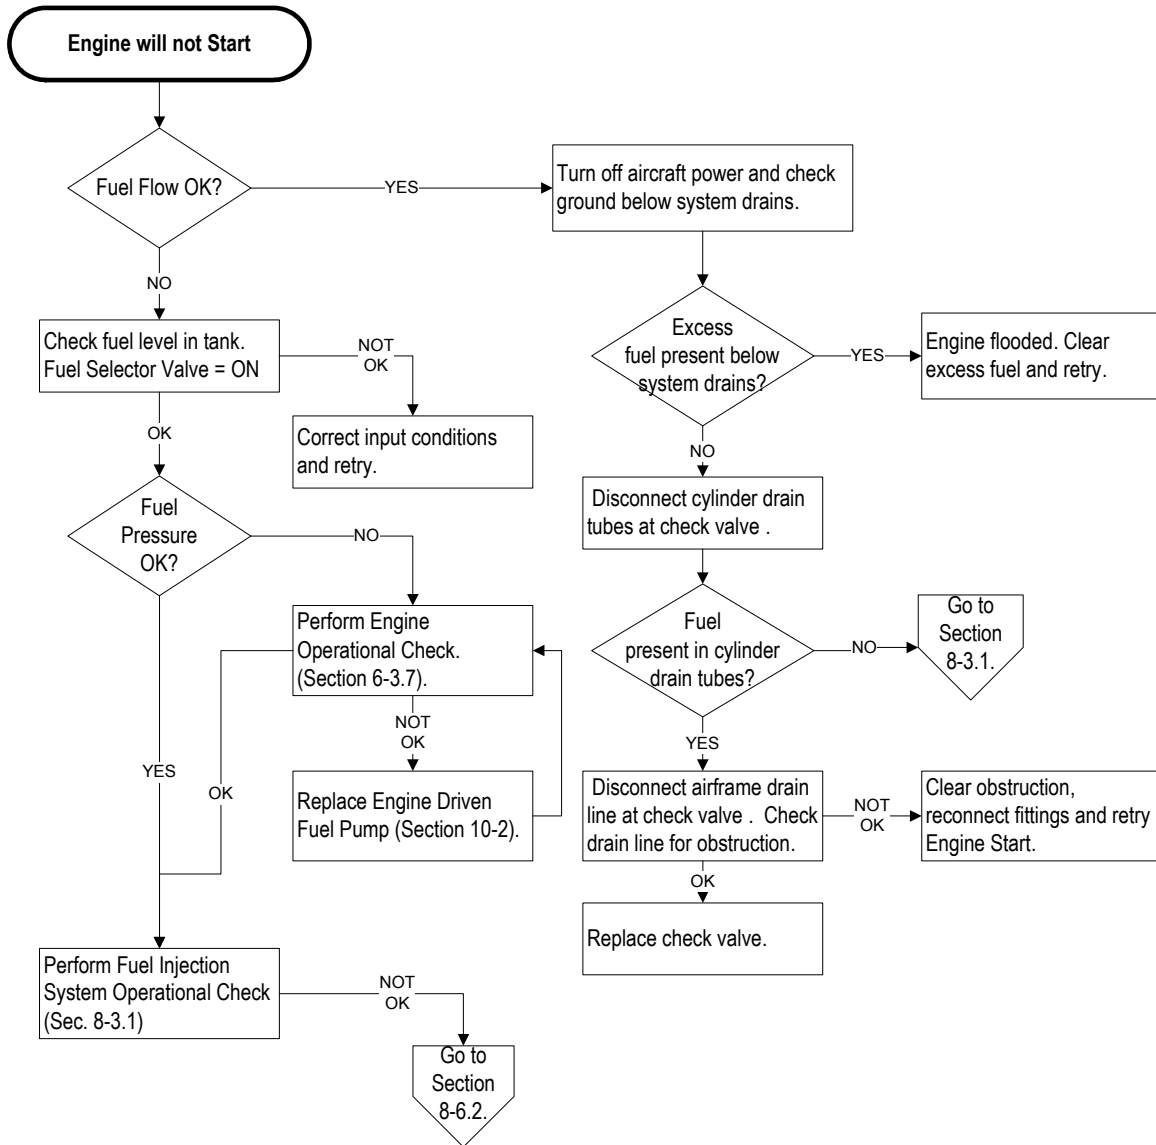 Engine will not Start
Fuel Flow OK?
YES
Turn off aircraft power and check
ground below system drains.
NO
Check fuel level in tank.
Fuel Selector Valve = ON
NOT
OK
Correct input conditions
and retry.
OK
Excess
fuel present below
system drains?
YES
Engine flooded. Clear
excess fuel and retry.
NO
Disconnect cylinder drain
tubes at check valve .
Fuel
Pressure
OK?
NO
Perform Engine
Operational Check.
(Section 6-3.7).
NOT
OK
Replace Engine Driven
Fuel Pump (Section 10-2).
OK
YES
Fuel
present in cylinder
drain tubes?
NO
Go to
Section
8-3.1.
YES
Disconnect airframe drain
line at check valve . Check
drain line for obstruction.
NOT
OK
Clear obstruction,
reconnect fittings and retry
Engine Start.
OK
Replace check valve.
Perform Fuel Injection
System Operational Check
(Sec. 8-3.1)
NOT
OK
Go to
Section
8-6.2.